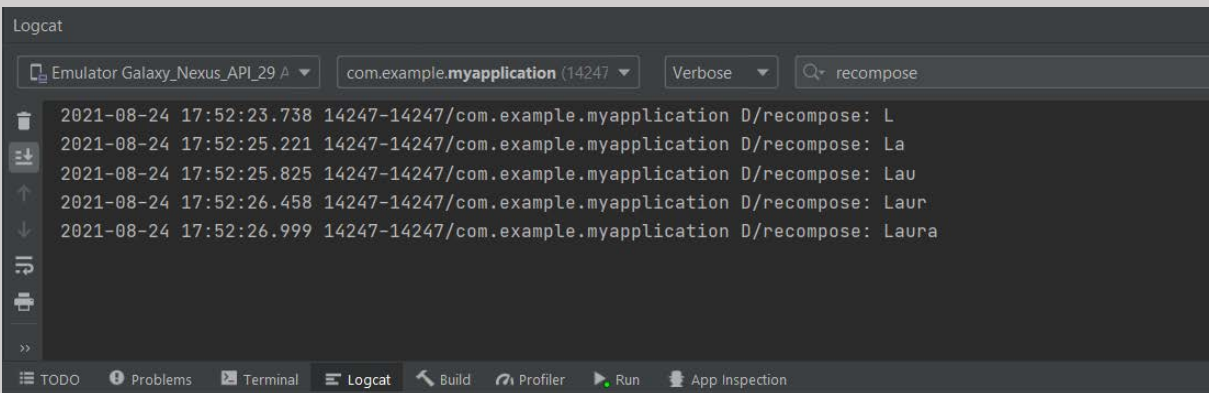 Logcat
Emulator Galaxy_Nexus_API_29 A com.example.myapplication (14247 Verbose recompose
2021-08-24 17:52:23.738 14247-14247/com.example.myapplication D/recompose: L
2021-08-24 17:52:25.221 14247-14247/com.example.myapplication D/recompose: La
2021-08-24 17:52:25.825 14247-14247/com.example.myapplication D/recompose: Lau
2021-08-24 17:52:26.458 14247-14247/com.example.myapplication D/recompose: Laur
2021-08-24 17:52:26.999 14247-14247/com.example.myapplication D/recompose: Laura
TODO Problems Terminal Logcat Build Profiler Run App Inspection